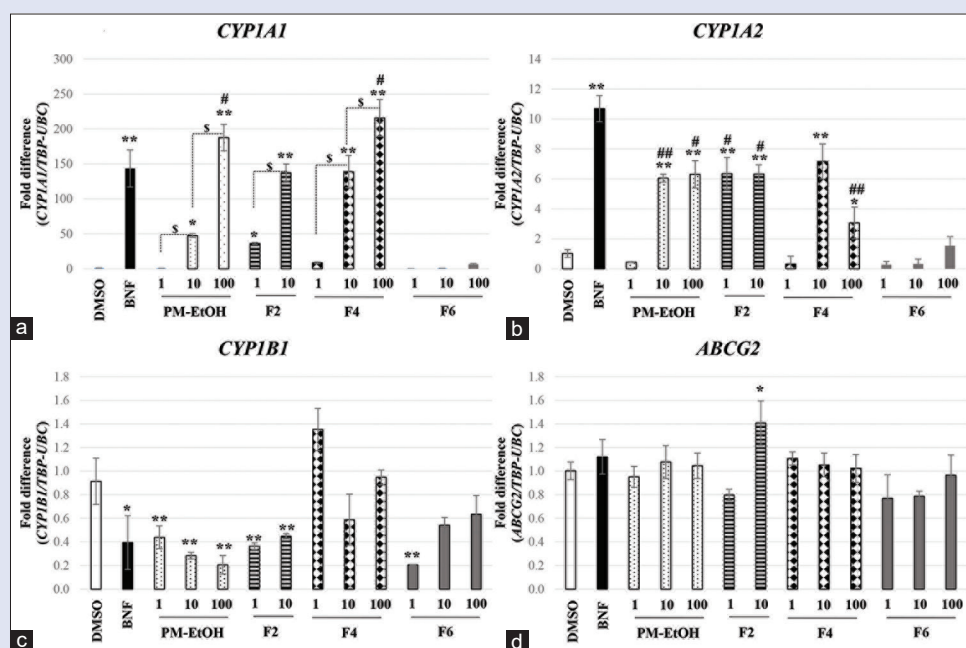 CYP1A1
Fold difference
(CYP1A1/TBP-UBC)
300
250
200
150
100
50
0
** $ * $ # ** * $ ** $ ** $ # **
DMSO BNF 1 10 100 1 10 1 10 100 1 10 100
PM-EtOH F2 F4 F6
a
CYP1A2
Fold difference
(CYP1A2/TBP-UBC)
14
12
10
8
6
4
2
0
** ## ** # ** # ** # ** ** ## *
DMSO BNF 1 10 100 1 10 1 10 100 1 10 100
PM-EtOH F2 F4 F6
b
CYP1B1
Fold difference
(CYP1B1/TBP-UBC)
1.8
1.6
1.4
1.2
1.0
0.8
0.6
0.4
0.2
0.0
* ** ** ** ** ** **
DMSO BNF 1 10 100 1 10 1 10 100 1 10 100
PM-EtOH F2 F4 F6
c
ABCG2
Fold difference
(ABCG2/TBP-UBC)
1.8
1.6
1.4
1.2
1.0
0.8
0.6
0.4
0.2
0.0
*
DMSO BNF 1 10 100 1 10 1 10 100 1 10 100
PM-EtOH F2 F4 F6
d